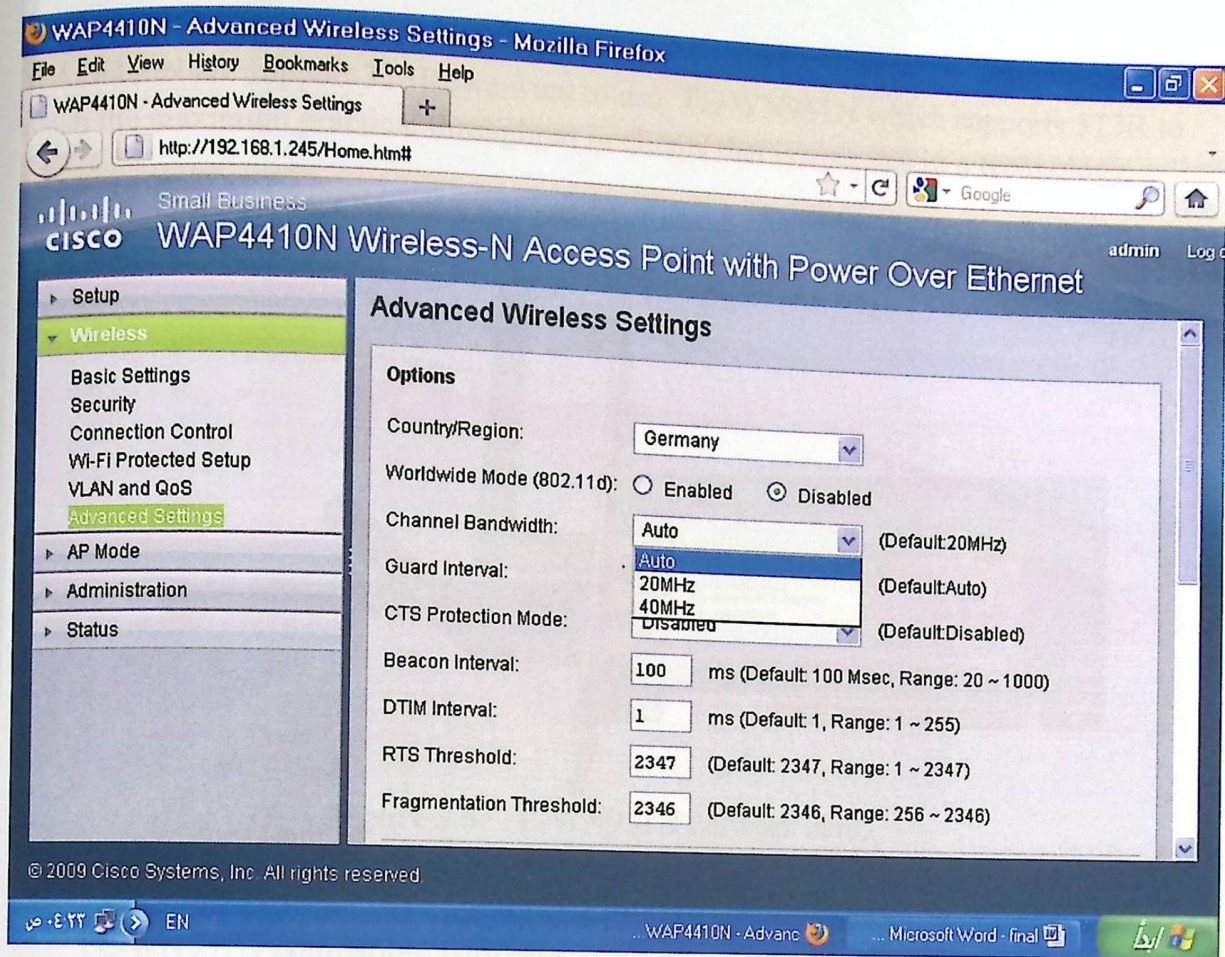 WAP4410N - Advanced Wireless Settings - Mozilla Firefox
File Edit View History Bookmarks Tools Help
WAP4410N - Advanced Wireless Settings
http://192.168.1.245/Home.htm#
Google
Small Business
CISCO WAP4410N Wireless-N Access Point with Power Over Ethernet
admin Log
Setup
Wireless
Basic Settings
Security
Connection Control
Wi-Fi Protected Setup
VLAN and QoS
Advanced Settings
AP Mode
Administration
Status
Advanced Wireless Settings
Options
Country/Region: Germany
Worldwide Mode (802.11d): Enabled Disabled
Channel Bandwidth: Auto (Default:20MHz)
Auto
20MHz
40MHz
Guard Interval: (Default:Auto)
CTS Protection Mode: Disabled (Default:Disabled)
Beacon Interval: 100 ms (Default: 100 Msec, Range: 20 ~ 1000)
DTIM Interval: 1 ms (Default: 1, Range: 1 ~ 255)
RTS Threshold: 2347 (Default: 2347, Range: 1 ~ 2347)
Fragmentation Threshold: 2346 (Default: 2346, Range: 256 ~ 2346)
© 2009 Cisco Systems, Inc. All rights reserved.
ابدأ
Microsoft Word - final ...
WAP4410N - Advanc...
EN
٠٤:٢٣ ص